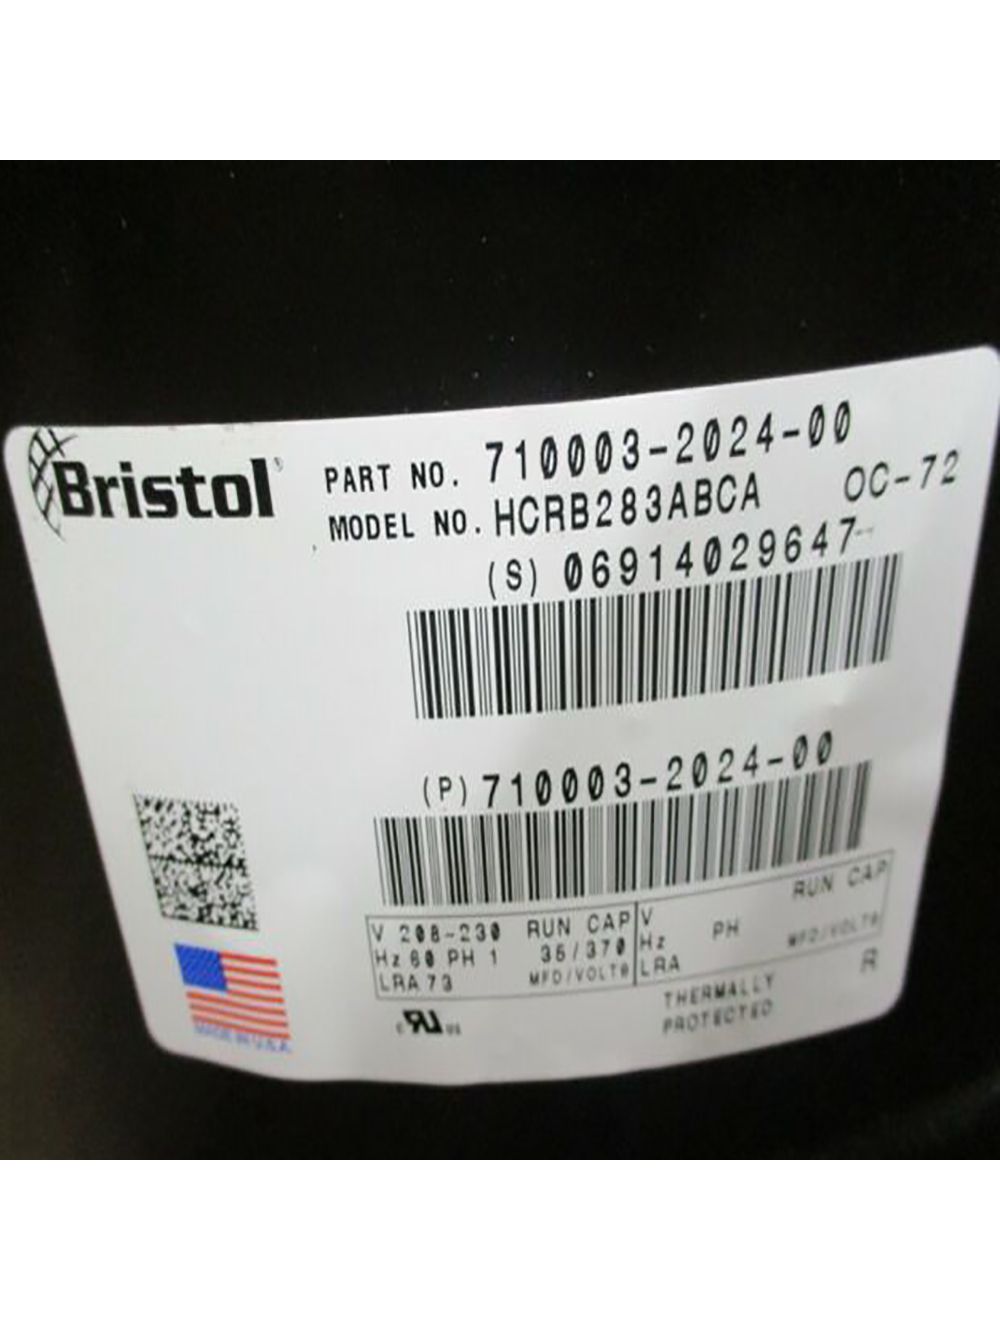 Bristol
PART NO. 710003-2024-00
MODEL NO. HCRB283ABCA OC-72
(S) 06914029647
(P) 710003-2024-00
V 208-230 RUN CAP
Hz 60 PH 1 35/370
LRA 73 MFD/VOLTS
V RUN CAP
Hz PH
LRA MFD/VOLTS
c RU us
THERMALLY R
PROTECTED
MADE IN U.S.A.